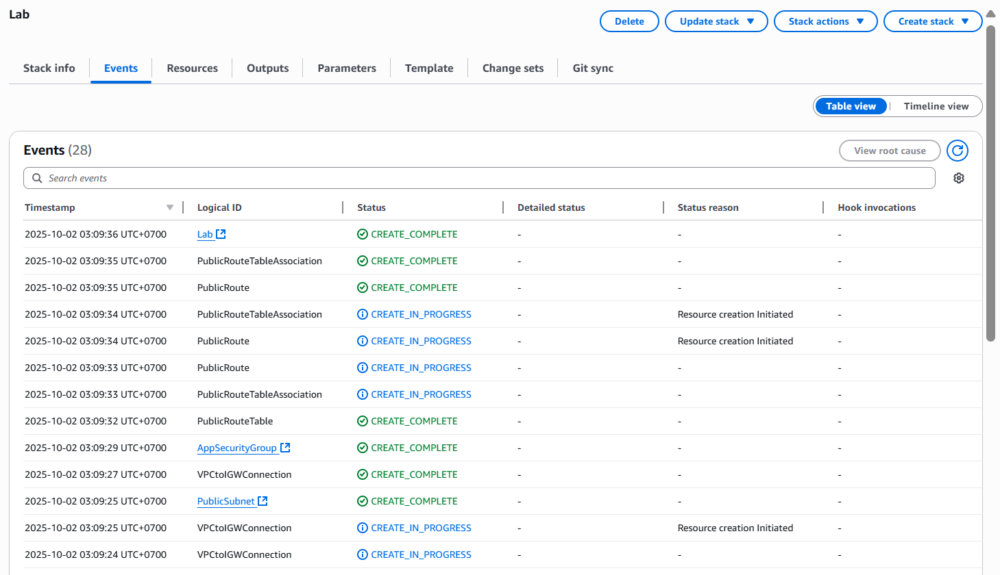 Lab
Delete
Update stack
Stack actions
Create stack
Stack info
Events
Resources
Outputs
Parameters
Template
Change sets
Git sync
Table view
Timeline view
Events (28)
View root cause
Search events
Timestamp Logical ID Status Detailed status Status reason Hook invocations
2025-10-02 03:09:36 UTC+0700 Lab CREATE_COMPLETE - - -
2025-10-02 03:09:35 UTC+0700 PublicRouteTableAssociation CREATE_COMPLETE - - -
2025-10-02 03:09:35 UTC+0700 PublicRoute CREATE_COMPLETE - - -
2025-10-02 03:09:34 UTC+0700 PublicRouteTableAssociation CREATE_IN_PROGRESS - Resource creation Initiated -
2025-10-02 03:09:34 UTC+0700 PublicRoute CREATE_IN_PROGRESS - Resource creation Initiated -
2025-10-02 03:09:33 UTC+0700 PublicRoute CREATE_IN_PROGRESS - - -
2025-10-02 03:09:33 UTC+0700 PublicRouteTableAssociation CREATE_IN_PROGRESS - - -
2025-10-02 03:09:32 UTC+0700 PublicRouteTable CREATE_COMPLETE - - -
2025-10-02 03:09:29 UTC+0700 AppSecurityGroup CREATE_COMPLETE - - -
2025-10-02 03:09:27 UTC+0700 VPCtoIGWConnection CREATE_COMPLETE - - -
2025-10-02 03:09:25 UTC+0700 PublicSubnet CREATE_COMPLETE - - -
2025-10-02 03:09:25 UTC+0700 VPCtoIGWConnection CREATE_IN_PROGRESS - Resource creation Initiated -
2025-10-02 03:09:24 UTC+0700 VPCtoIGWConnection CREATE_IN_PROGRESS - - -